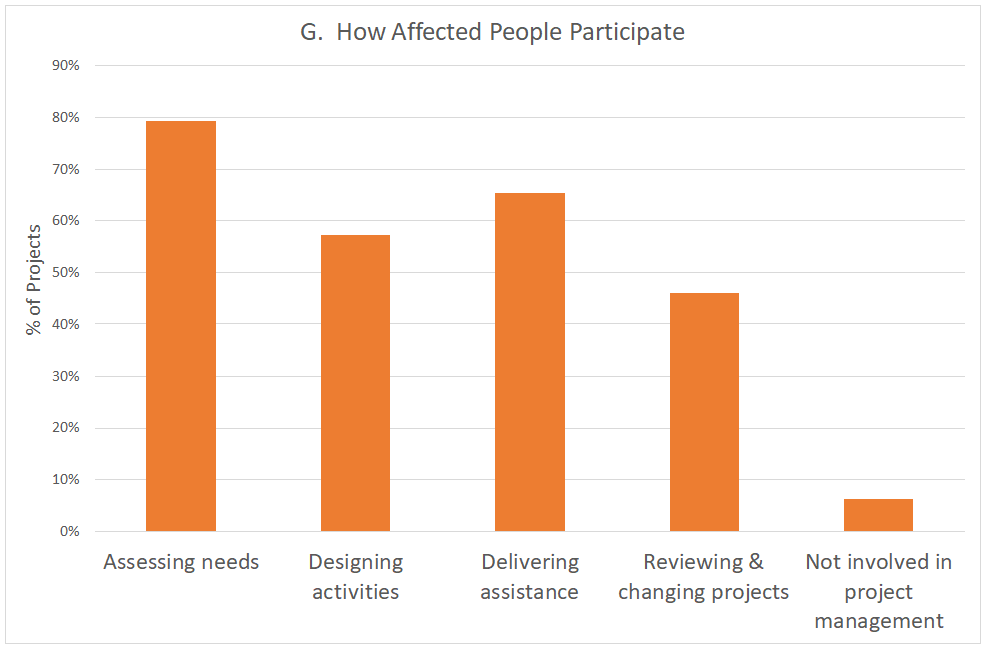 G.  How Affected People Participate
90%
80%
70%
60%
50%
40%
30%
20%
10%
0%
% of Projects
Assessing needs
Designing
activities
Delivering
assistance
Reviewing &
changing projects
Not involved in
project
management